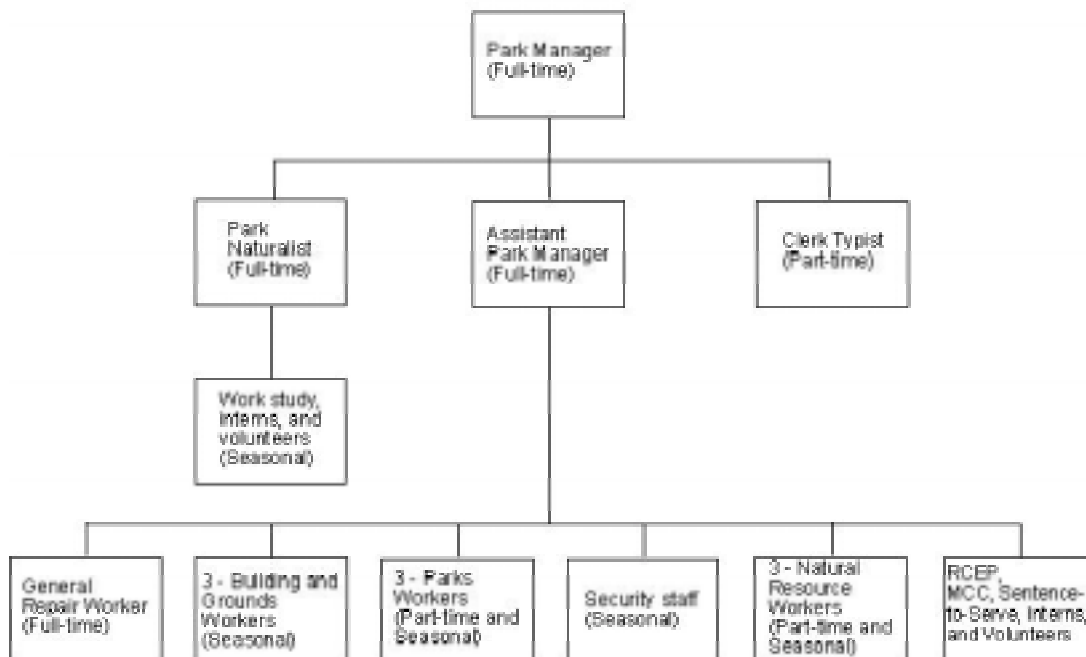 Park Manager
(Full-time)
Park
Naturalist
(Full-time)
Assistant
Park Manager
(Full-time)
Clerk Typist
(Part-time)
Work study,
interns, and
volunteers
(Seasonal)
General
Repair Worker
(Full-time)
3 - Building and
Grounds
Workers
(Seasonal)
3 - Parks
Workers
(Part-time and
Seasonal)
Security staff
(Seasonal)
3 - Natural
Resource
Workers
(Part-time and
Seasonal)
RCEP,
MCC, Sentence-
to-Serve, Interns,
and Volunteers